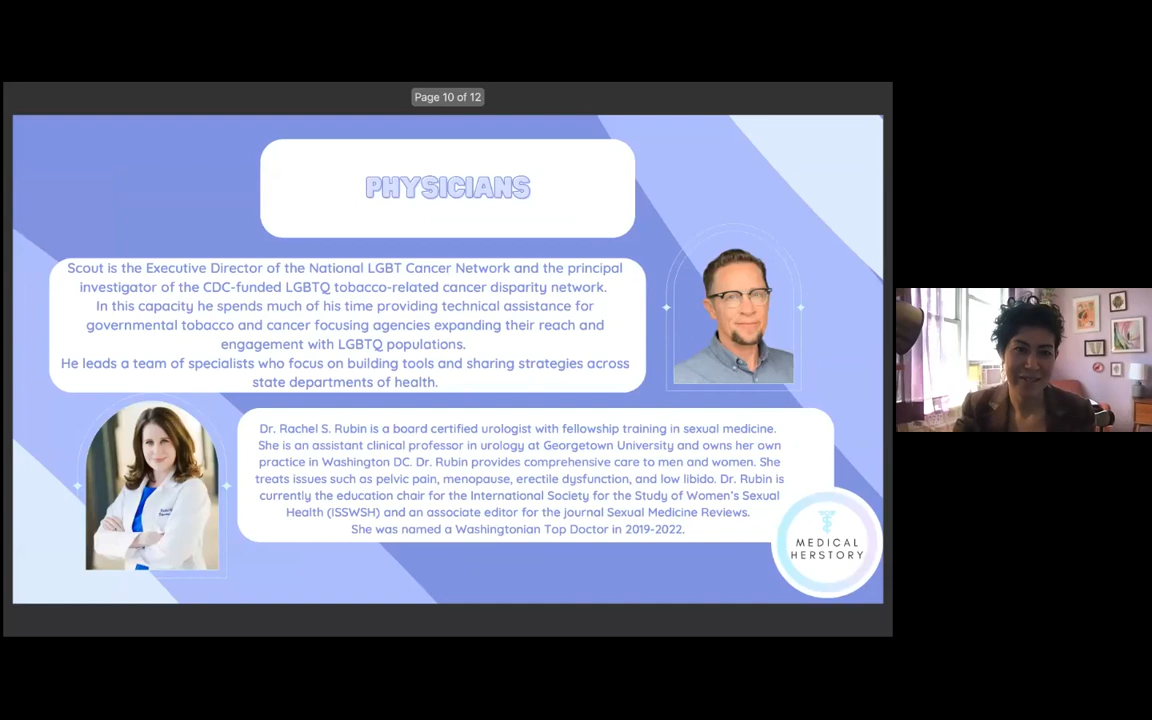 Page 10 of 12
PHYSICIANS
Scout is the Executive Director of the National LGBT Cancer Network and the principal
investigator of the CDC-funded LGBTQ tobacco-related cancer disparity network.
In this capacity he spends much of his time providing technical assistance for
governmental tobacco and cancer focusing agencies expanding their reach and
engagement with LGBTQ populations.
He leads a team of specialists who focus on building tools and sharing strategies across
state departments of health.
Dr. Rachel S. Rubin is a board certified urologist with fellowship training in sexual medicine.
She is an assistant clinical professor in urology at Georgetown University and owns her own
practice in Washington DC. Dr. Rubin provides comprehensive care to men and women. She
treats issues such as pelvic pain, menopause, erectile dysfunction, and low libido. Dr. Rubin is
currently the education chair for the International Society for the Study of Women's Sexual
Health (ISSWSH) and an associate editor for the journal Sexual Medicine Reviews.
She was named a Washingtonian Top Doctor in 2019-2022.
MEDICAL
HERSTORY